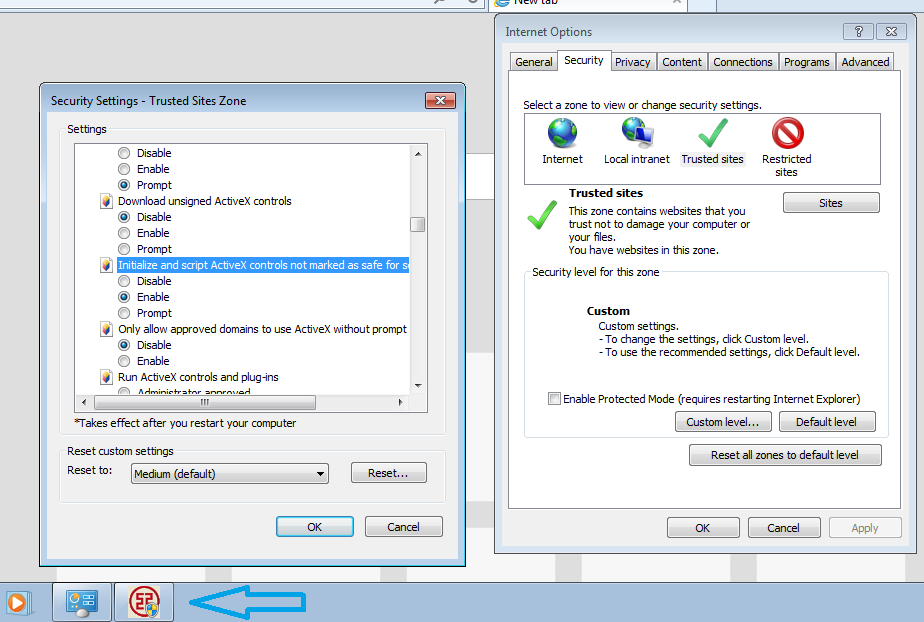 New tab
Internet Options
General Security Privacy Content Connections Programs Advanced
Select a zone to view or change security settings.
Internet
Local intranet
Trusted sites
Restricted
sites
Trusted sites
Sites
This zone contains websites that you
trust not to damage your computer or
your files.
You have websites in this zone.
Security level for this zone
Custom
Custom settings.
- To change the settings, click Custom level.
- To use the recommended settings, click Default level.
Enable Protected Mode (requires restarting Internet Explorer)
Custom level... Default level
Reset all zones to default level
OK Cancel Apply
Security Settings - Trusted Sites Zone
Settings
Disable
Enable
Prompt
Download unsigned ActiveX controls
Disable
Enable
Prompt
Initialize and script ActiveX controls not marked as safe for s
Disable
Enable
Prompt
Only allow approved domains to use ActiveX without prompt
Disable
Enable
Run ActiveX controls and plug-ins
Administrator approved
*Takes effect after you restart your computer
Reset custom settings
Reset to: Medium (default) Reset...
OK Cancel